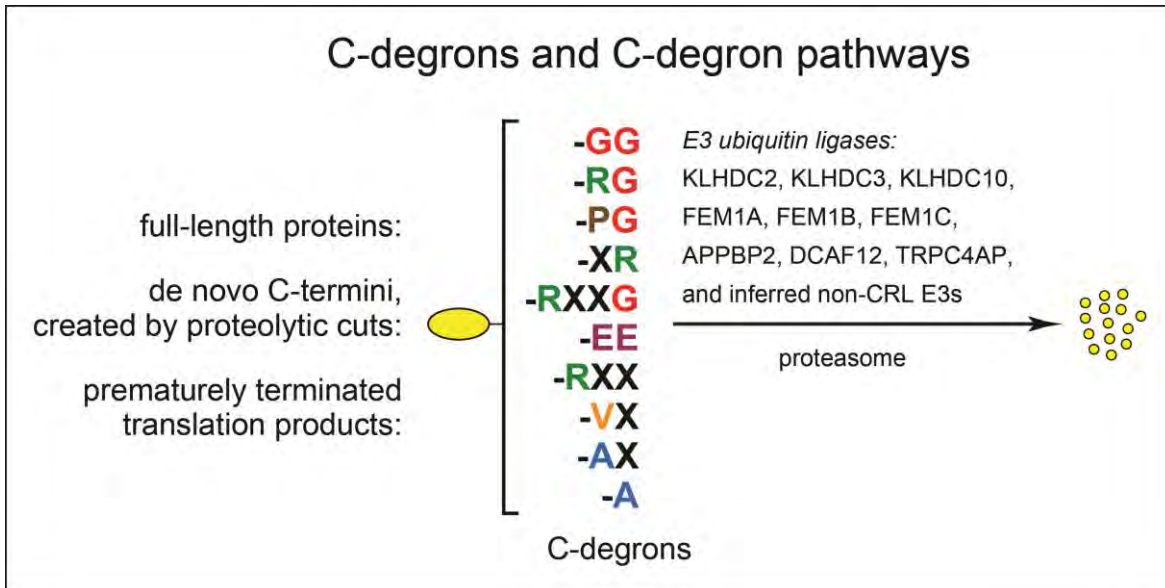 C-degrons and C-degron pathways
full-length proteins:
de novo C-termini,
created by proteolytic cuts:
prematurely terminated
translation products:
-GG
-RG
-PG
-XR
-RXXG
-EE
-RXX
-VX
-AX
-A
C-degrons
E3 ubiquitin ligases:
KLHDC2, KLHDC3, KLHDC10,
FEM1A, FEM1B, FEM1C,
APPBP2, DCAF12, TRPC4AP,
and inferred non-CRL E3s
proteasome